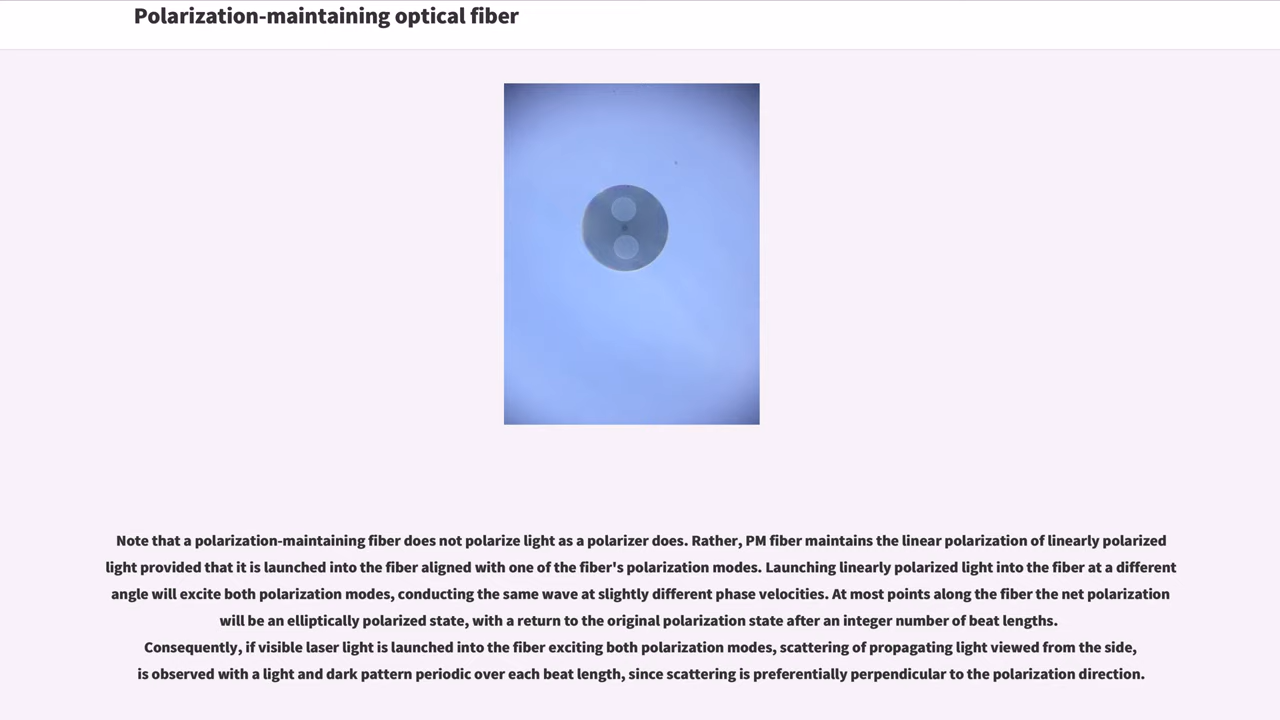 Polarization-maintaining optical fiber
Note that a polarization-maintaining fiber does not polarize light as a polarizer does. Rather, PM fiber maintains the linear polarization of linearly polarized
light provided that it is launched into the fiber aligned with one of the fiber's polarization modes. Launching linearly polarized light into the fiber at a different
angle will excite both polarization modes, conducting the same wave at slightly different phase velocities. At most points along the fiber the net polarization
will be an elliptically polarized state, with a return to the original polarization state after an integer number of beat lengths.
Consequently, if visible laser light is launched into the fiber exciting both polarization modes, scattering of propagating light viewed from the side,
is observed with a light and dark pattern periodic over each beat length, since scattering is preferentially perpendicular to the polarization direction.